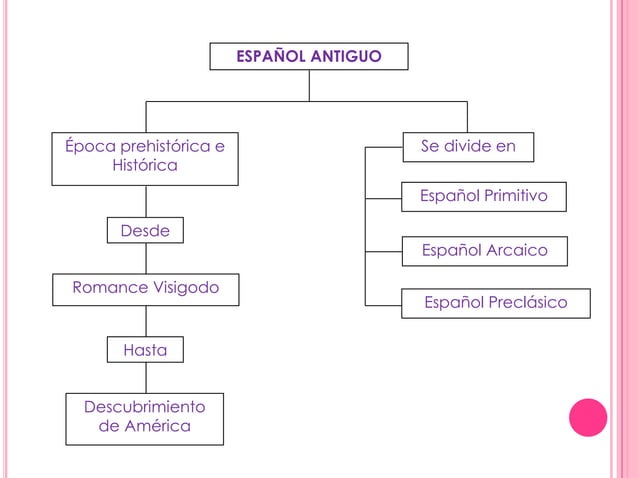 ESPAÑOL ANTIGUO
Época prehistórica e
Histórica
Desde
Romance Visigodo
Hasta
Descubrimiento
de América
Se divide en
Español Primitivo
Español Arcaico
Español Preclásico